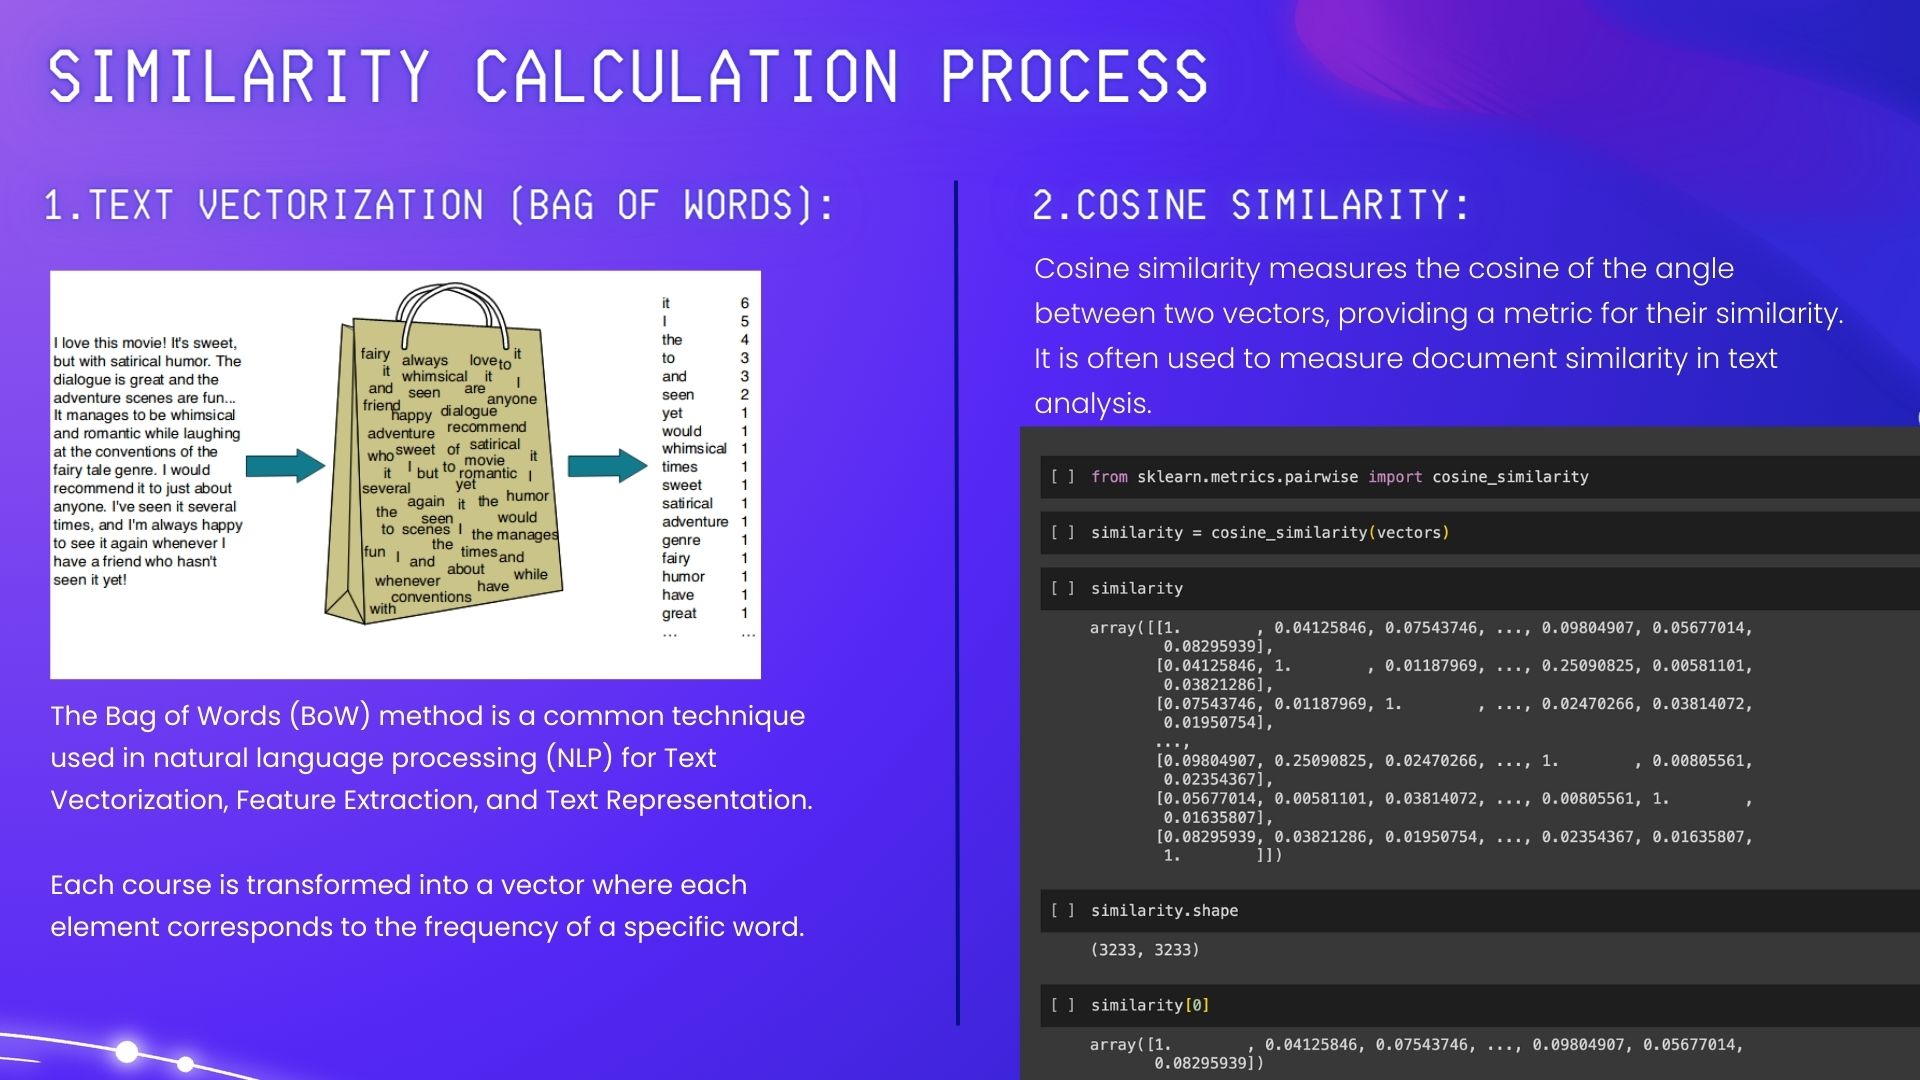 SIMILARITY CALCULATION PROCESS
1.TEXT VECTORIZATION (BAG OF WORDS):
I love this movie! It's sweet,
but with satirical humor. The
dialogue is great and the
adventure scenes are fun...
It manages to be whimsical
and romantic while laughing
at the conventions of the
fairy tale genre. I would
recommend it to just about
anyone. I've seen it several
times, and I'm always happy
to see it again whenever I
have a friend who hasn't
seen it yet!
fairy always love to it
it whimsical it I
and seen are anyone
friend happy dialogue
adventure recommend
who sweet of satirical
it I but to movie it
romantic I
several yet
again it the humor
the seen would
to scenes I the manages
fun the times and
I and about
whenever have while
conventions
with
it 6
I 5
the 4
to 3
and 3
seen 2
yet 1
would 1
whimsical 1
times 1
sweet 1
satirical 1
adventure 1
genre 1
fairy 1
humor 1
have 1
great 1
... ...
The Bag of Words (BoW) method is a common technique
used in natural language processing (NLP) for Text
Vectorization, Feature Extraction, and Text Representation.
Each course is transformed into a vector where each
element corresponds to the frequency of a specific word.
2.COSINE SIMILARITY:
Cosine similarity measures the cosine of the angle
between two vectors, providing a metric for their similarity.
It is often used to measure document similarity in text
analysis.
[ ] from sklearn.metrics.pairwise import cosine_similarity
[ ] similarity = cosine_similarity(vectors)
[ ] similarity
array([[1. , 0.04125846, 0.07543746, ..., 0.09804907, 0.05677014,
0.08295939],
[0.04125846, 1. , 0.01187969, ..., 0.25090825, 0.00581101,
0.03821286],
[0.07543746, 0.01187969, 1. , ..., 0.02470266, 0.03814072,
0.01950754],
...,
[0.09804907, 0.25090825, 0.02470266, ..., 1. , 0.00805561,
0.02354367],
[0.05677014, 0.00581101, 0.03814072, ..., 0.00805561, 1. ,
0.01635807],
[0.08295939, 0.03821286, 0.01950754, ..., 0.02354367, 0.01635807,
1. ]])
[ ] similarity.shape
(3233, 3233)
[ ] similarity[0]
array([1. , 0.04125846, 0.07543746, ..., 0.09804907, 0.05677014,
0.08295939])